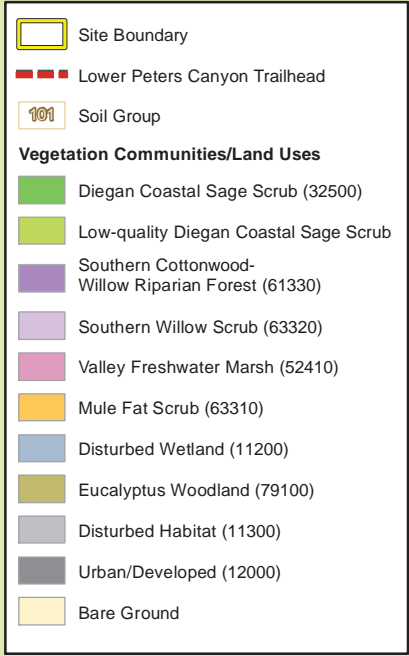 Site Boundary
Lower Peters Canyon Trailhead
101 Soil Group
Vegetation Communities/Land Uses
Diegan Coastal Sage Scrub (32500)
Low-quality Diegan Coastal Sage Scrub
Southern Cottonwood-
Willow Riparian Forest (61330)
Southern Willow Scrub (63320)
Valley Freshwater Marsh (52410)
Mule Fat Scrub (63310)
Disturbed Wetland (11200)
Eucalyptus Woodland (79100)
Disturbed Habitat (11300)
Urban/Developed (12000)
Bare Ground